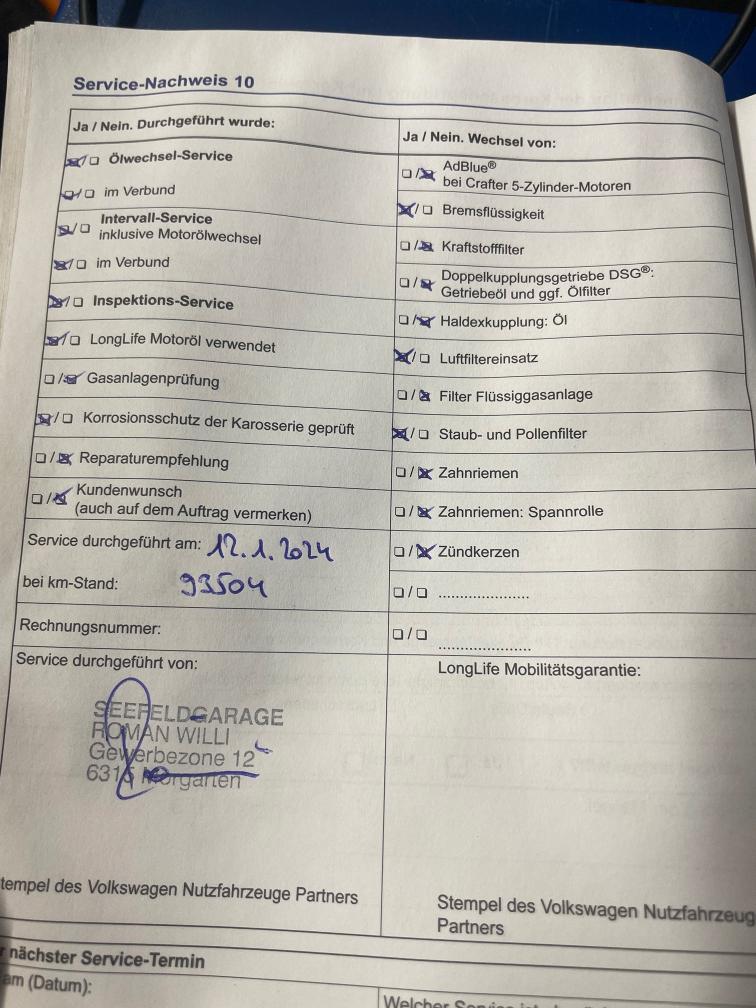 Service-Nachweis 10
Ja / Nein. Durchgeführt wurde:
Ölwechsel-Service
im Verbund
Intervall-Service
inklusive Motorölwechsel
im Verbund
Inspektions-Service
LongLife Motoröl verwendet
Gasanlagenprüfung
Korrosionsschutz der Karosserie geprüft
Reparaturempfehlung
Kundenwunsch
(auch auf dem Auftrag vermerken)
Service durchgeführt am: 12.1.2024
bei km-Stand: 93504
Rechnungsnummer:
Service durchgeführt von:
SEEFELDGARAGE
ROMAN WILLI
Gewerbezone 12
Morgarten
tempel des Volkswagen Nutzfahrzeuge Partners
Ja / Nein. Wechsel von:
AdBlue®
bei Crafter 5-Zylinder-Motoren
Bremsflüssigkeit
Kraftstofffilter
Doppelkupplungsgetriebe DSG®:
Getriebeöl und ggf. Ölfilter
Haldexkupplung: Öl
Luftfiltereinsatz
Filter Flüssiggasanlage
Staub- und Pollenfilter
Zahnriemen
Zahnriemen: Spannrolle
Zündkerzen
LongLife Mobilitätsgarantie:
Stempel des Volkswagen Nutzfahrzeug
Partners
r nächster Service-Termin
am (Datum):
Welcher Service ist